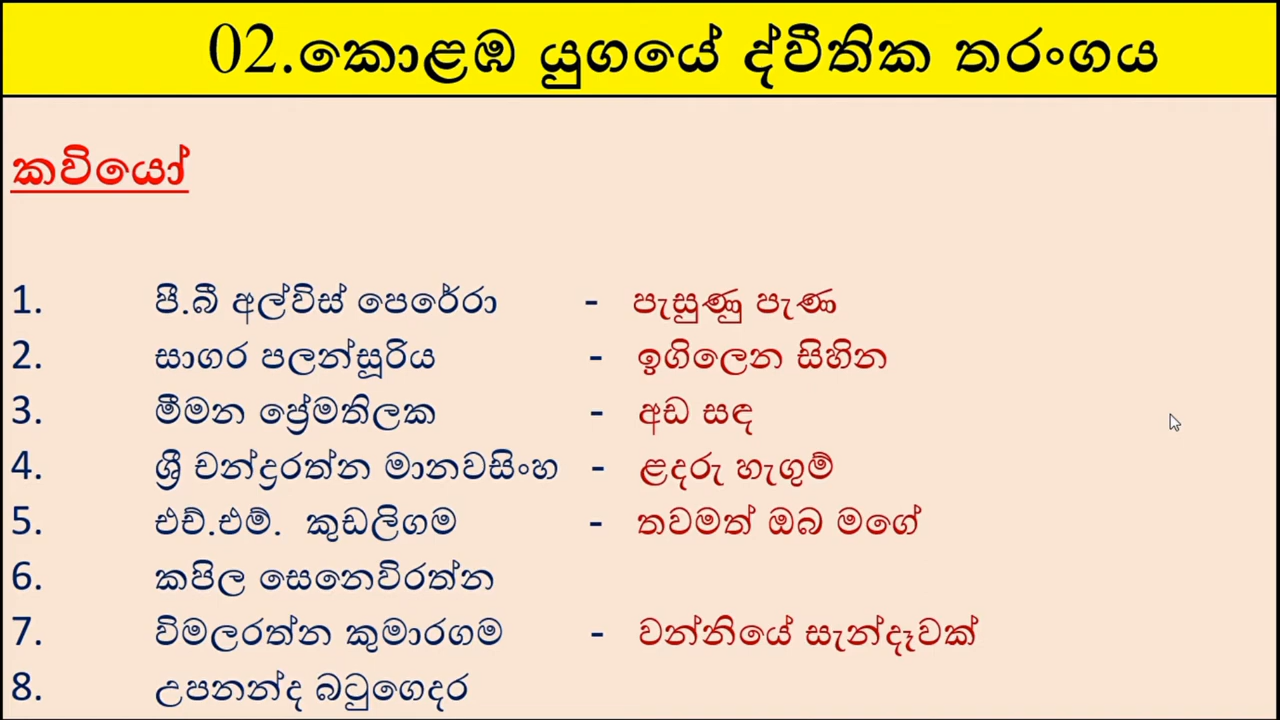 02.කොළඹ යුගයේ ද්වීතික තරංගය
කවියෝ
1. පී.බී අල්විස් පෙරේරා - පැසුණු පැණ
2. සාගර පලන්සූරිය - ඉගිලෙන සිහින
3. මීමන ප්‍රේමතිලක - අඩ සඳ
4. ශ්‍රී චන්ද්‍රරත්න මානවසිංහ - ළදරු හැගුම්
5. එච්.එම්. කුඩලිගම - තවමත් ඔබ මගේ
6. කපිල සෙනෙවිරත්න
7. විමලරත්න කුමාරගම - වන්නියේ සැන්දෑවක්
8. උපනන්ද බටුගෙදර